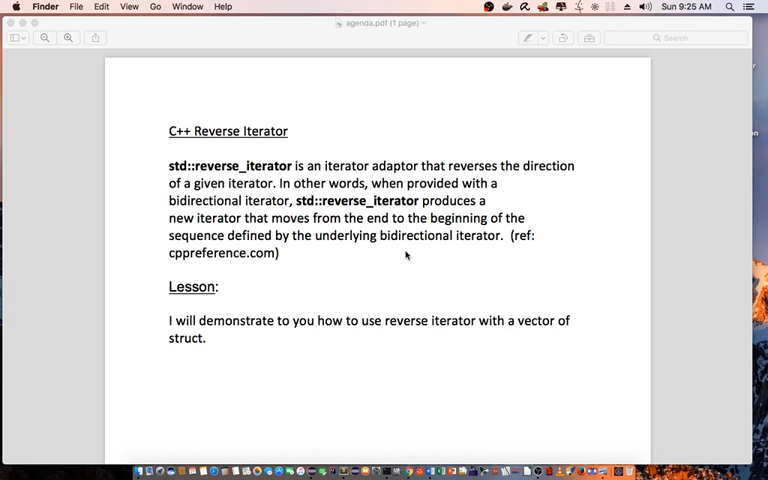 Finder File Edit View Go Window Help Sun 9:25 AM
agenda.pdf (1 page)
Search
C++ Reverse Iterator
std::reverse_iterator is an iterator adaptor that reverses the direction
of a given iterator. In other words, when provided with a
bidirectional iterator, std::reverse_iterator produces a
new iterator that moves from the end to the beginning of the
sequence defined by the underlying bidirectional iterator. (ref:
cppreference.com)
Lesson:
I will demonstrate to you how to use reverse iterator with a vector of
struct.